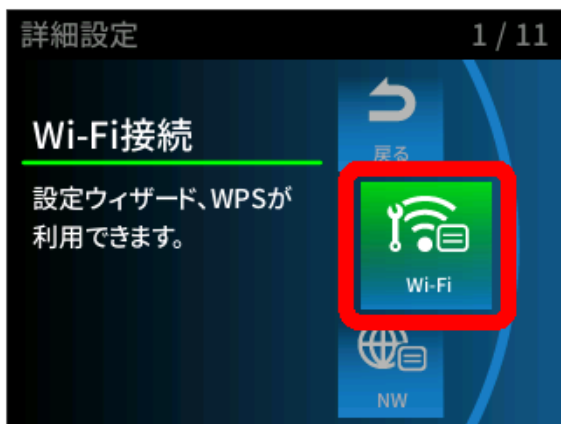 詳細設定
1/11
Wi-Fi接続
設定ウィザード、WPSが
利用できます。
戻る
Wi-Fi
NW